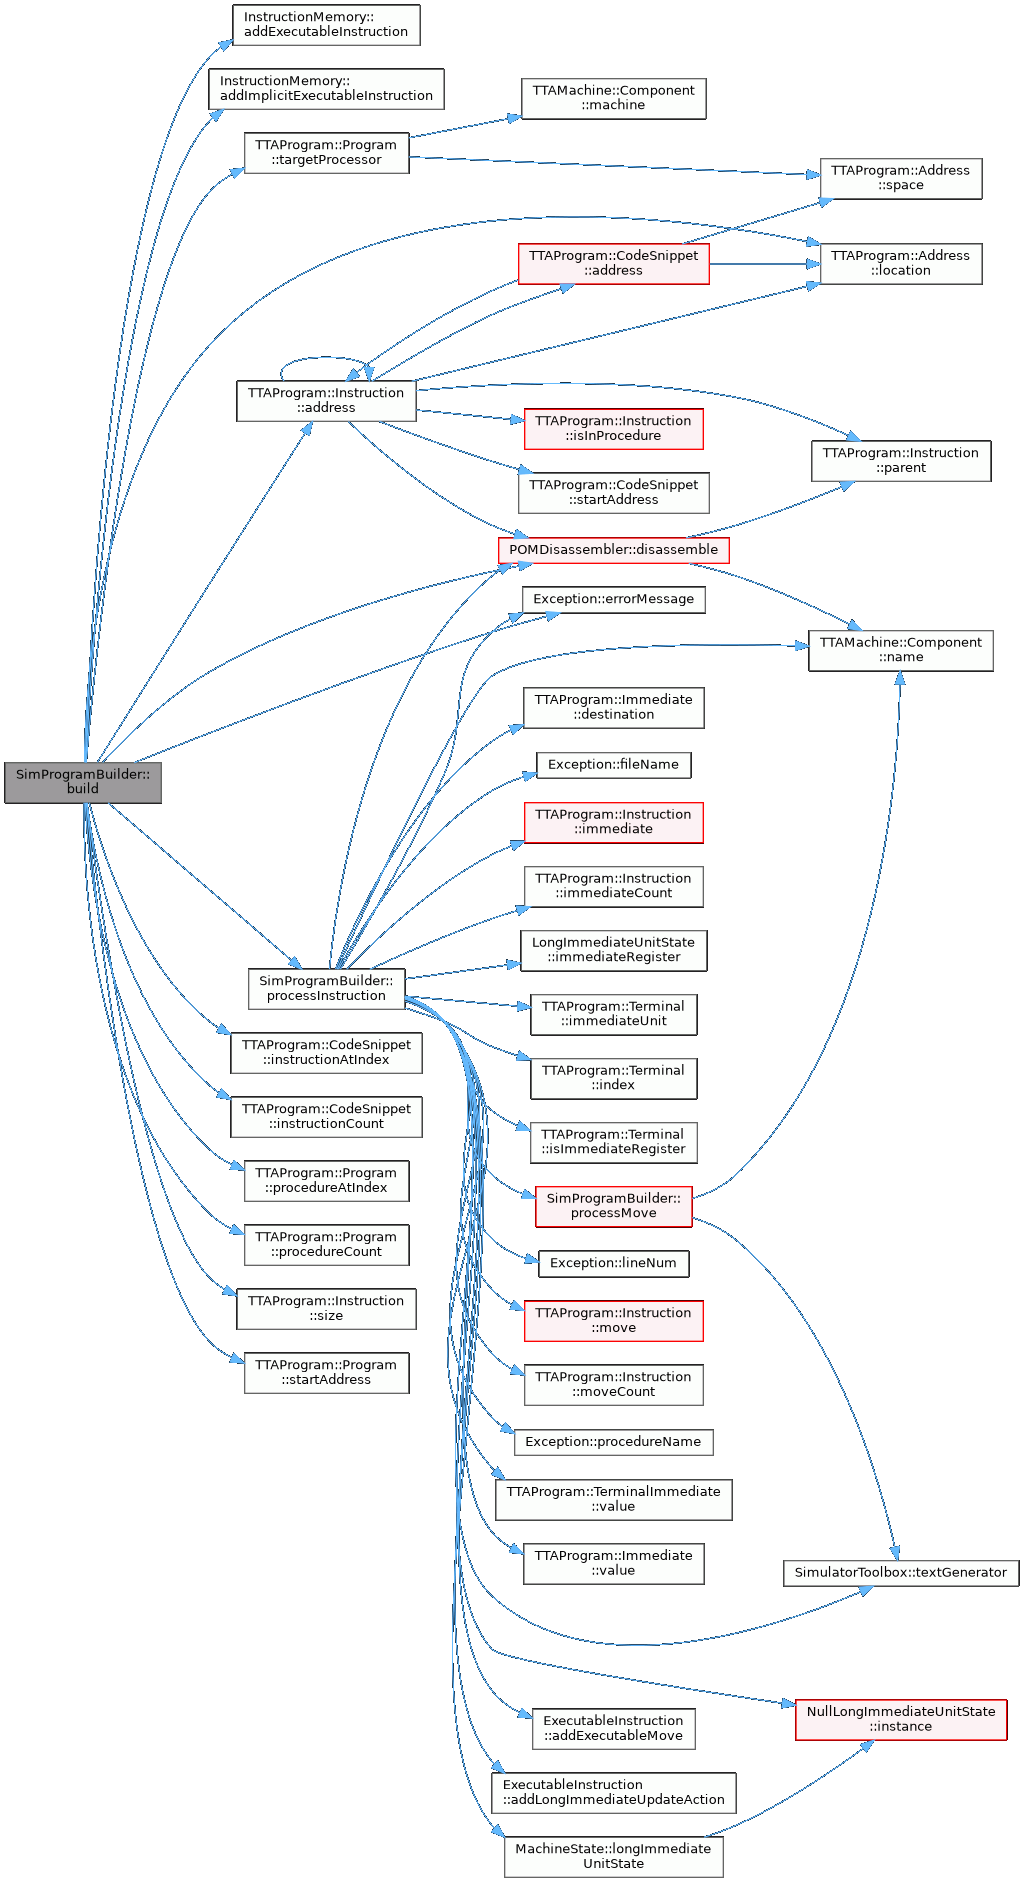 InstructionMemory::
addExecutableInstruction
InstructionMemory::
addImplicitExecutableInstruction
TTAMachine::Component
::machine
TTAProgram::Program
::targetProcessor
TTAProgram::Address
::space
TTAProgram::CodeSnippet
::address
TTAProgram::Address
::location
TTAProgram::Instruction
::address
TTAProgram::Instruction
::isInProcedure
TTAProgram::Instruction
::parent
TTAProgram::CodeSnippet
::startAddress
POMDisassembler::disassemble
Exception::errorMessage
TTAMachine::Component
::name
TTAProgram::Immediate
::destination
Exception::fileName
SimProgramBuilder::
build
TTAProgram::Instruction
::immediate
TTAProgram::Instruction
::immediateCount
LongImmediateUnitState
::immediateRegister
SimProgramBuilder::
processInstruction
TTAProgram::Terminal
::immediateUnit
TTAProgram::CodeSnippet
::instructionAtIndex
TTAProgram::Terminal
::index
TTAProgram::CodeSnippet
::instructionCount
TTAProgram::Terminal
::isImmediateRegister
TTAProgram::Program
::procedureAtIndex
SimProgramBuilder::
processMove
TTAProgram::Program
::procedureCount
Exception::lineNum
TTAProgram::Instruction
::size
TTAProgram::Instruction
::move
TTAProgram::Program
::startAddress
TTAProgram::Instruction
::moveCount
Exception::procedureName
TTAProgram::TerminalImmediate
::value
TTAProgram::Immediate
::value
SimulatorToolbox::textGenerator
NullLongImmediateUnitState
::instance
ExecutableInstruction
::addExecutableMove
ExecutableInstruction
::addLongImmediateUpdateAction
MachineState::longImmediate
UnitState